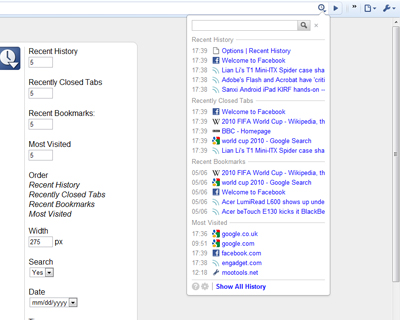 Recent History
5
Recently Closed Tabs
5
Recent Bookmarks:
5
Most Visited
5
Order
Recent History
Recently Closed Tabs
Recent Bookmarks
Most Visited
Width
275 px
Search
Yes
Date
mm/dd/yyyy
Recent History
17:39 Options | Recent History
17:39 Welcome to Facebook
17:38 Lian Li's T1 Mini-ITX Spider case sha
17:38 Adobe's Flash and Acrobat have 'criti
17:38 Sanxi Android iPad KIRF hands-on --
Recently Closed Tabs
17:39 Welcome to Facebook
17:39 2010 FIFA World Cup - Wikipedia, th
17:39 BBC - Homepage
17:39 world cup 2010 - Google Search
17:39 Lian Li's T1 Mini-ITX Spider case sha
Recent Bookmarks
05/06 2010 FIFA World Cup - Wikipedia, th
05/06 world cup 2010 - Google Search
05/06 Welcome to Facebook
05/06 Acer LumiRead L600 shows up unde
05/06 Acer beTouch E130 kicks it BlackBe
Most Visited
17:36 google.co.uk
09:51 google.com
17:39 facebook.com
17:38 engadget.com
12:18 mootools.net
Show All History